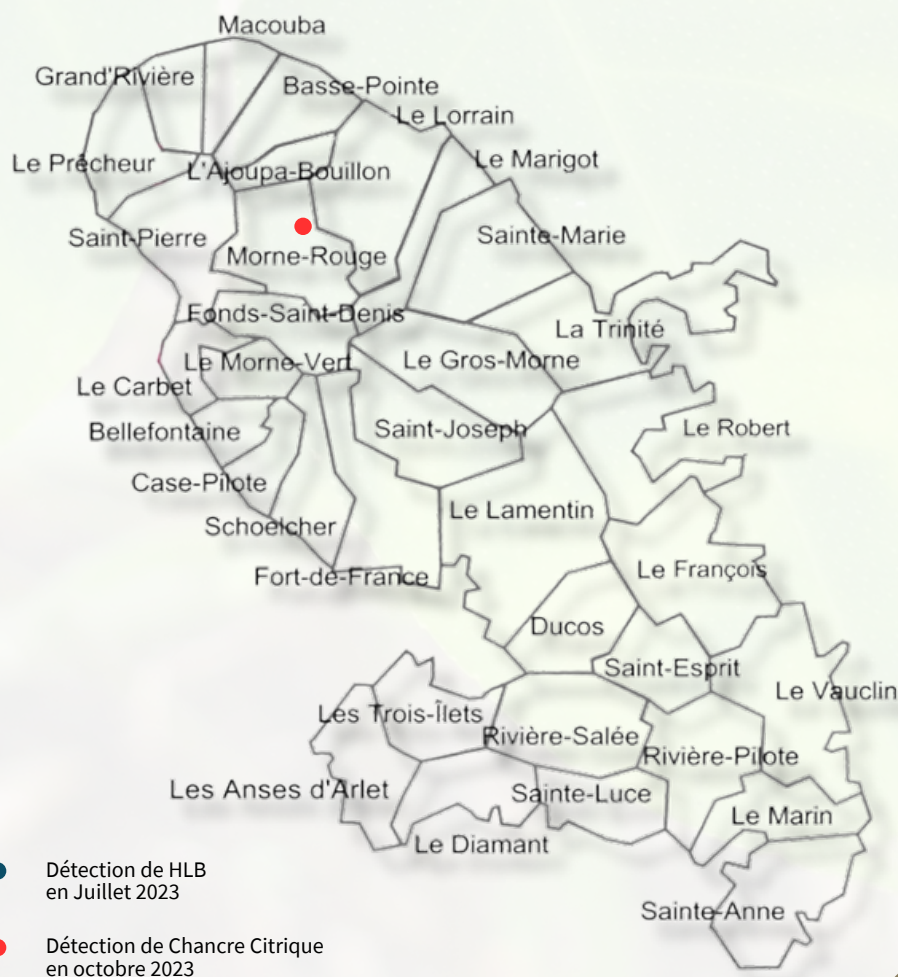 Macouba
Grand'Rivière
Basse-Pointe
Le Lorrain
Le Prêcheur
L'Ajoupa-Bouillon
Le Marigot
Saint-Pierre
Sainte-Marie
Morne-Rouge
Fonds-Saint-Denis
La Trinité
Le Morne-Vert
Le Gros-Morne
Le Carbet
Bellefontaine
Saint-Joseph
Le Robert
Case-Pilote
Le Lamentin
Schoelcher
Fort-de-France
Le François
Ducos
Saint-Esprit
Le Vauclin
Les Trois-Îlets
Rivière-Salée
Rivière-Pilote
Les Anses d'Arlet
Sainte-Luce
Le Marin
Le Diamant
Détection de HLB
en Juillet 2023
Sainte-Anne
Détection de Chancre Citrique
en octobre 2023